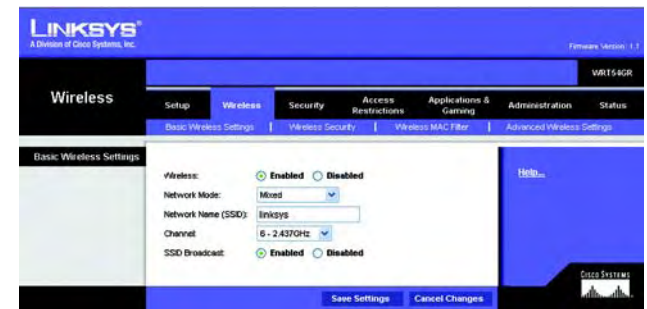 LINKSYS®
A Division of Cisco Systems, Inc.
Firmware Version: 1.1
WRT54GR
Wireless
Setup Wireless Security Access Restrictions Applications & Gaming Administration Status
Basic Wireless Settings | Wireless Security | Wireless MAC Filter | Advanced Wireless Settings
Basic Wireless Settings
Wireless: Enabled Disabled
Help...
Network Mode: Mixed
Network Name (SSID): linksys
Channel: 6 - 2.437GHz
SSID Broadcast: Enabled Disabled
CISCO SYSTEMS
Save Settings Cancel Changes